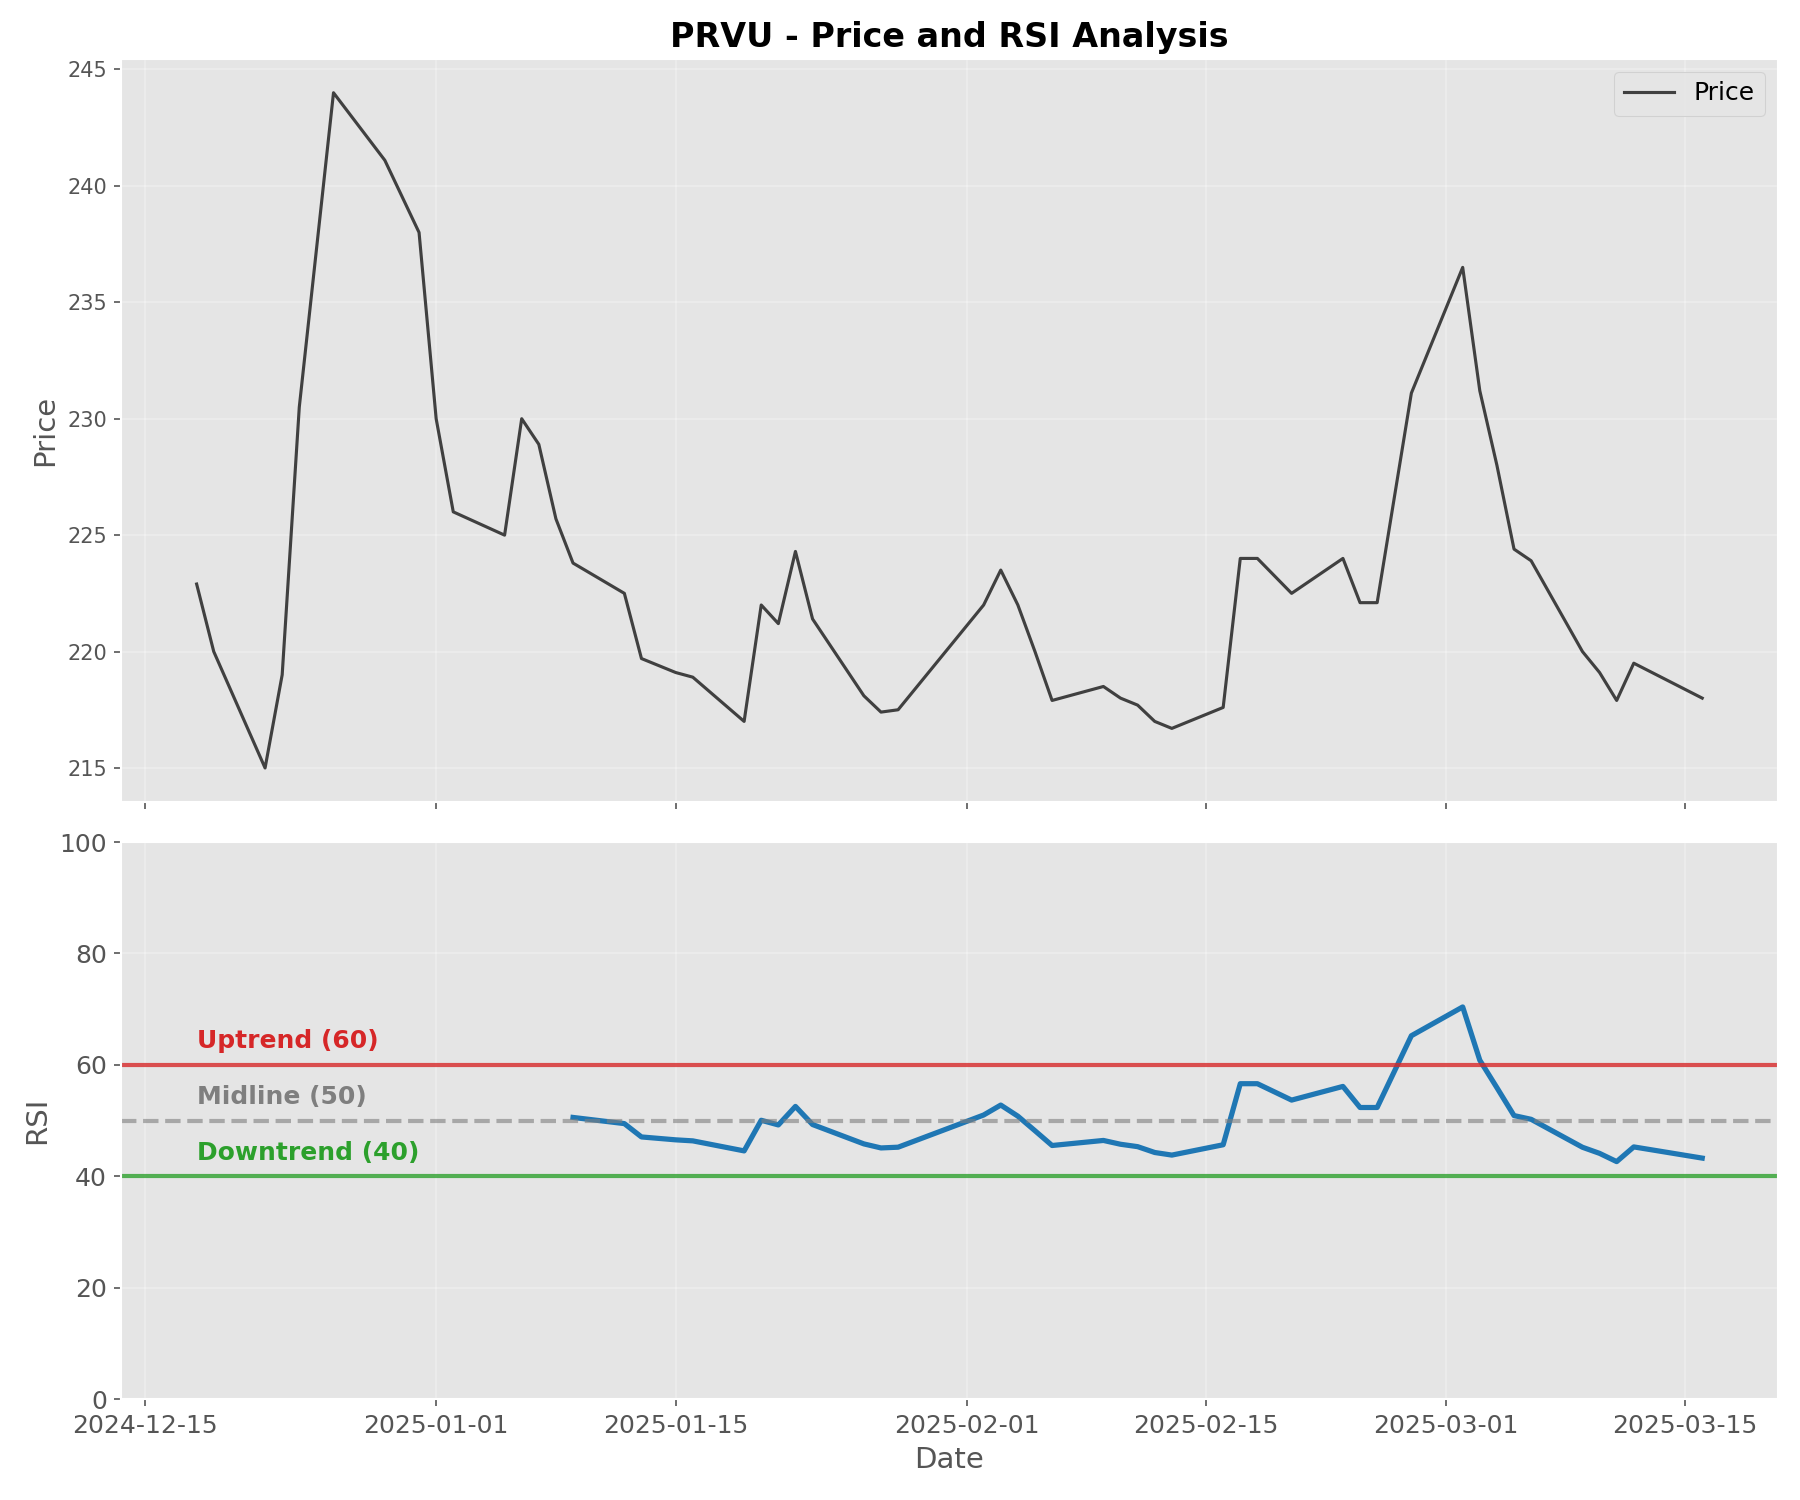 PRVU - Price and RSI Analysis
Price
245
240
235
230
225
220
215
Price
100
80
60
40
20
0
RSI
Uptrend (60)
Midline (50)
Downtrend (40)
2024-12-15
2025-01-01
2025-01-15
2025-02-01
2025-02-15
2025-03-01
2025-03-15
Date